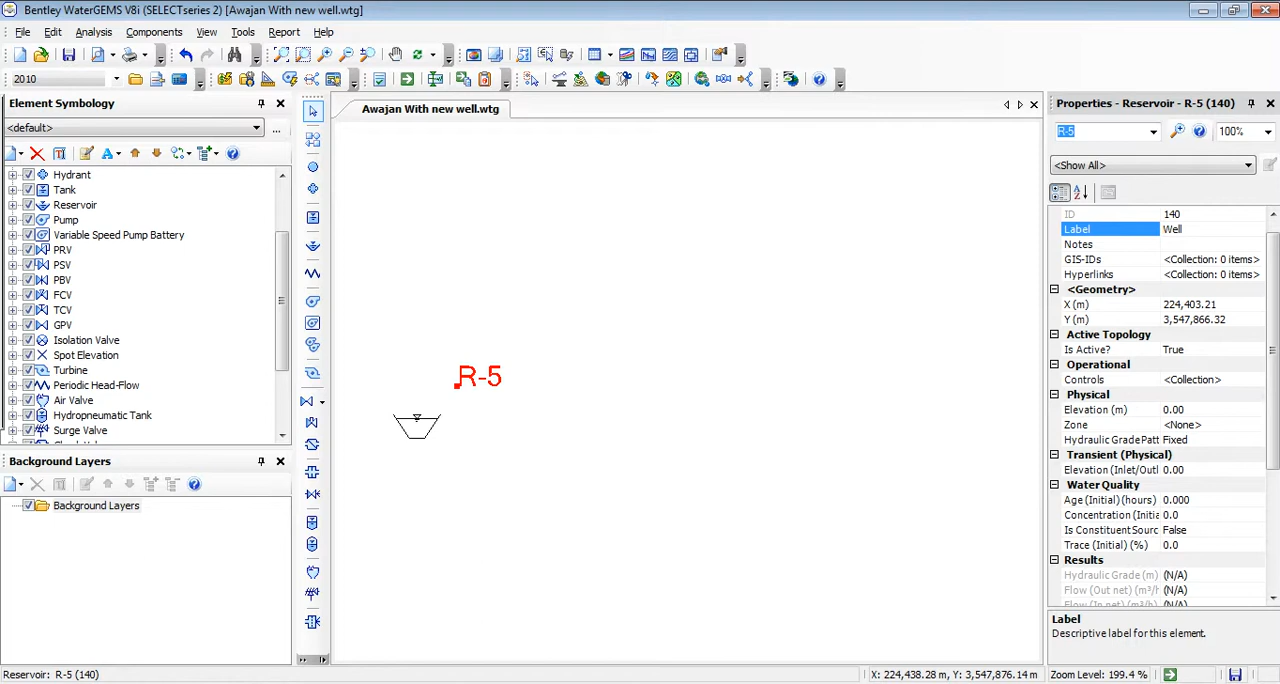 Bentley WaterGEMS V8i (SELECTseries 2) [Awajan With new well.wtg]
File Edit Analysis Components View Tools Report Help
2010
Element Symbology
<default>
...
Hydrant
Tank
Reservoir
Pump
Variable Speed Pump Battery
PRV
PSV
PBV
FCV
TCV
GPV
Isolation Valve
Spot Elevation
Turbine
Periodic Head-Flow
Air Valve
Hydropneumatic Tank
Surge Valve
Background Layers
Background Layers
Awajan With new well.wtg
R-5
Properties - Reservoir - R-5 (140)
R-5 100%
<Show All>
ID 140
Label Well
Notes
GIS-IDs <Collection: 0 items>
Hyperlinks <Collection: 0 items>
<Geometry>
X (m) 224,403.21
Y (m) 3,547,866.32
Active Topology
Is Active? True
Operational
Controls <Collection>
Physical
Elevation (m) 0.00
Zone <None>
Hydraulic Grade Patt Fixed
Transient (Physical)
Elevation (Inlet/Outl 0.00
Water Quality
Age (Initial) (hours) 0.000
Concentration (Initia 0.0
Is Constituent Sourc False
Trace (Initial) (%) 0.0
Results
Hydraulic Grade (m) (N/A)
Flow (Out net) (m³/h (N/A)
Flow (In net) (m³/h) (N/A)
Label
Descriptive label for this element.
Reservoir: R-5 (140)
X: 224,438.28 m, Y: 3,547,876.14 m Zoom Level: 199.4 %